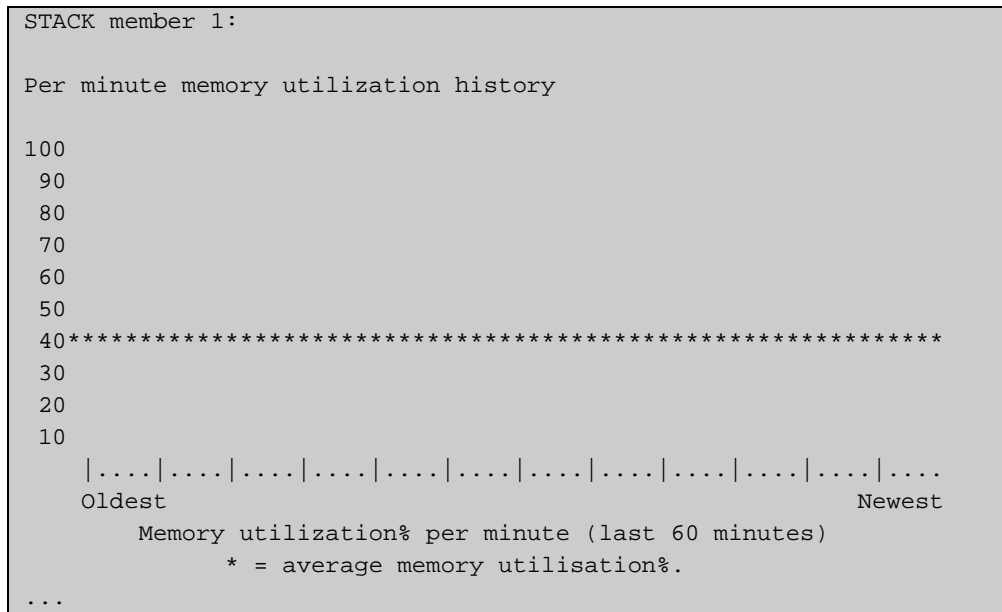 STACK member 1:
Per minute memory utilization history
100
90
80
70
60
50
40*************************************************************
30
20
10
|....|....|....|....|....|....|....|....|....|....|....|....
Oldest Newest
Memory utilization% per minute (last 60 minutes)
* = average memory utilisation%.
...